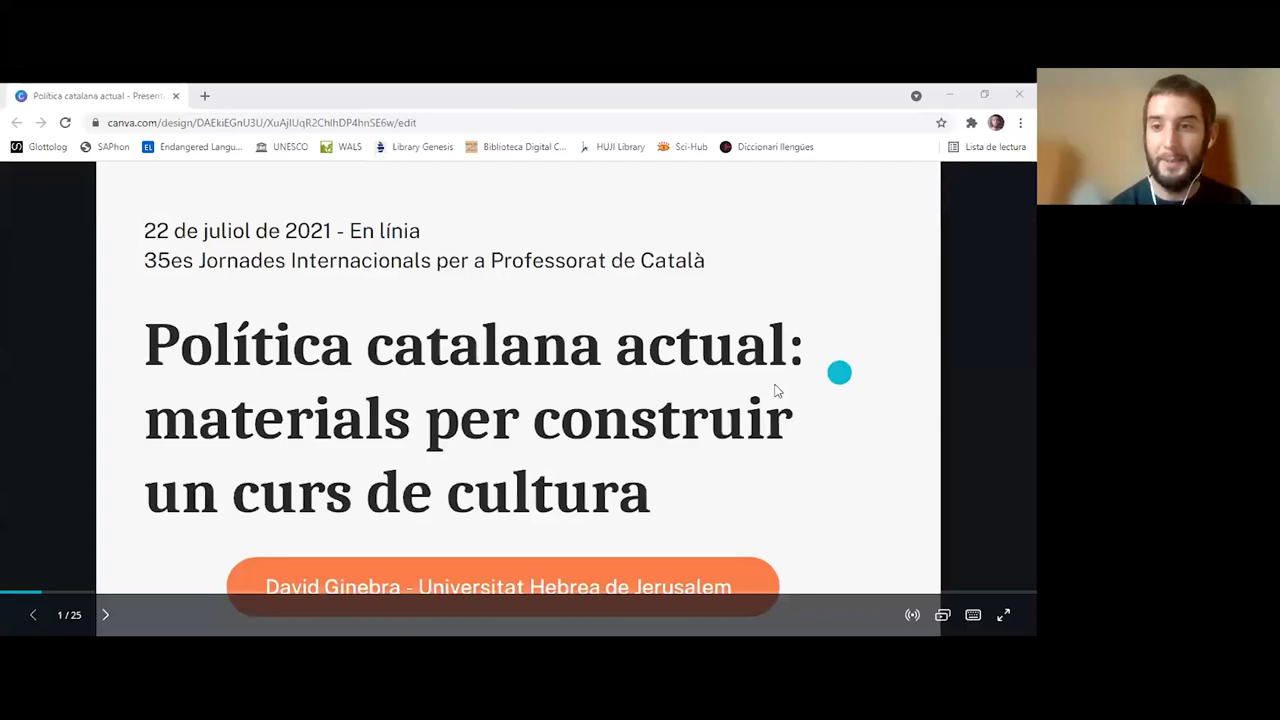 Política catalana actual - Present
canva.com/design/DAEkiEGnU3U/XuAjlUqR2ChlhDP4hnSE6w/edit
Glottolog SAPhon Endangered Langu... UNESCO WALS Library Genesis Biblioteca Digital C... HUJI Library Sci-Hub Diccionari llengües Lista de lectura
22 de juliol de 2021 - En línia
35es Jornades Internacionals per a Professorat de Català
Política catalana actual:
materials per construir
un curs de cultura
David Ginebra - Universitat Hebrea de Jerusalem
1 / 25